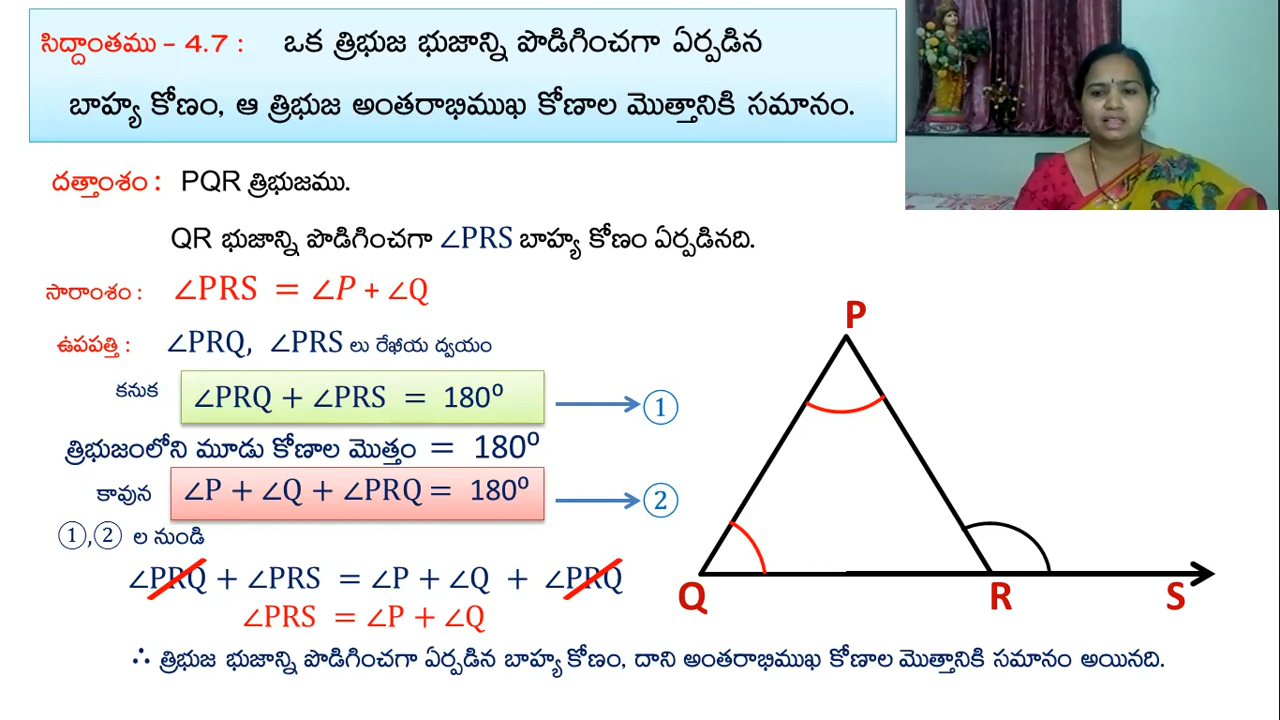 సిద్దాంతము – 4.7 : ఒక త్రిభుజ భుజాన్ని పొడిగించగా ఏర్పడిన
బాహ్య కోణం, ఆ త్రిభుజ అంతరాభిముఖ కోణాల మొత్తానికి సమానం.
దత్తాంశం : PQR త్రిభుజము.
QR భుజాన్ని పొడిగించగా ∠PRS బాహ్య కోణం ఏర్పడినది.
సారాంశం : ∠PRS = ∠P + ∠Q
ఉపపత్తి : ∠PRQ, ∠PRS లు రేఖీయ ద్వయం
కనుక ∠PRQ + ∠PRS = 180⁰ ①
త్రిభుజంలోని మూడు కోణాల మొత్తం = 180⁰
కావున ∠P + ∠Q + ∠PRQ = 180⁰ ②
①,② ల నుండి
∠PRQ + ∠PRS = ∠P + ∠Q + ∠PRQ
∠PRS = ∠P + ∠Q
∴ త్రిభుజ భుజాన్ని పొడిగించగా ఏర్పడిన బాహ్య కోణం, దాని అంతరాభిముఖ కోణాల మొత్తానికి సమానం అయినది.
P
Q R S